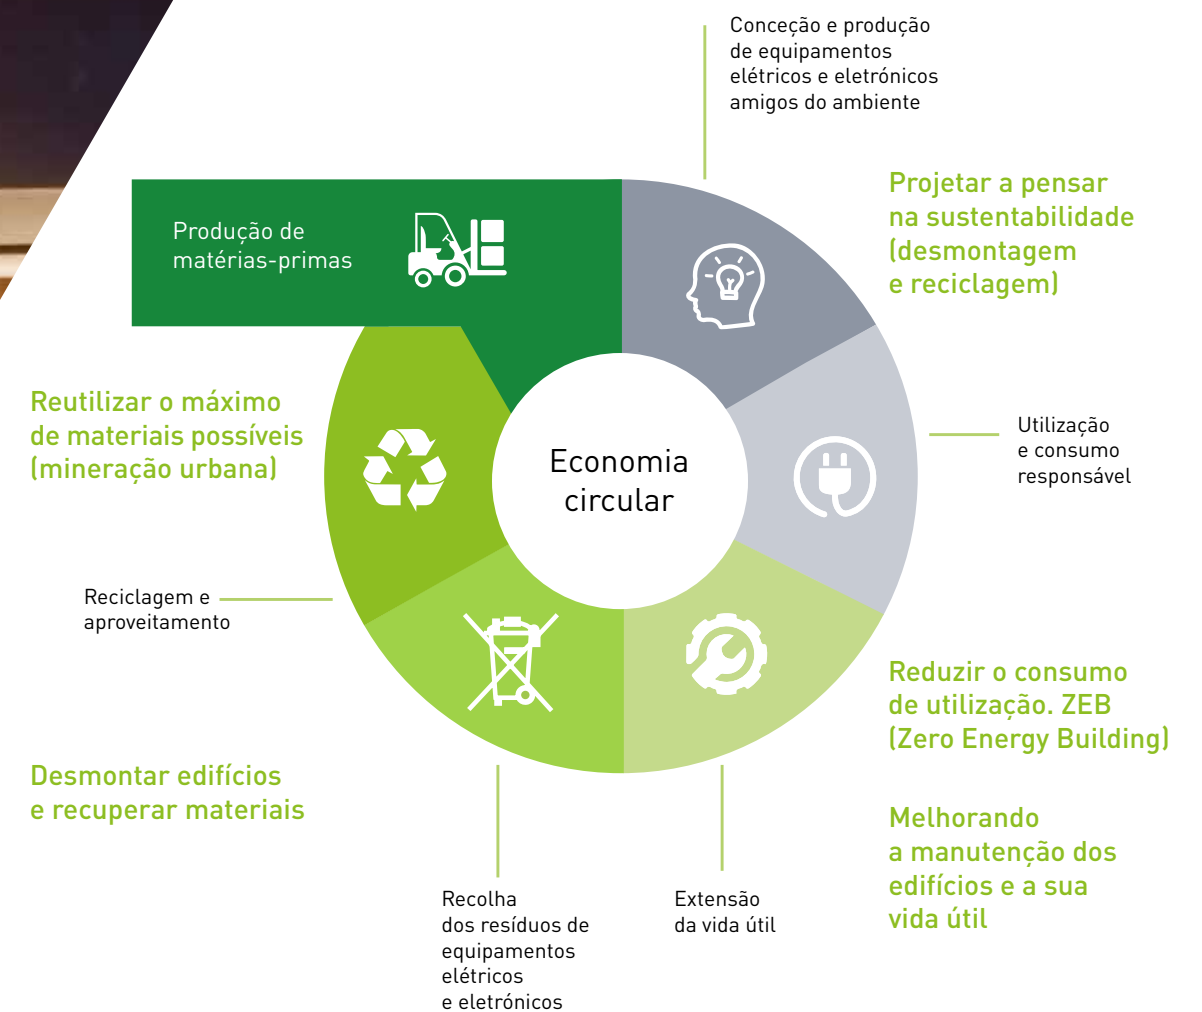 Conceção e produção
de equipamentos
elétricos e eletrónicos
amigos do ambiente
Projetar a pensar
na sustentabilidade
(desmontagem
e reciclagem)
Produção de
matérias-primas
Reutilizar o máximo
de materiais possíveis
(mineração urbana)
Economia
circular
Utilização
e consumo
responsável
Reciclagem e
aproveitamento
Reduzir o consumo
de utilização. ZEB
(Zero Energy Building)
Desmontar edifícios
e recuperar materiais
Melhorando
a manutenção dos
edifícios e a sua
vida útil
Recolha
dos resíduos de
equipamentos
elétricos
e eletrónicos
Extensão
da vida útil